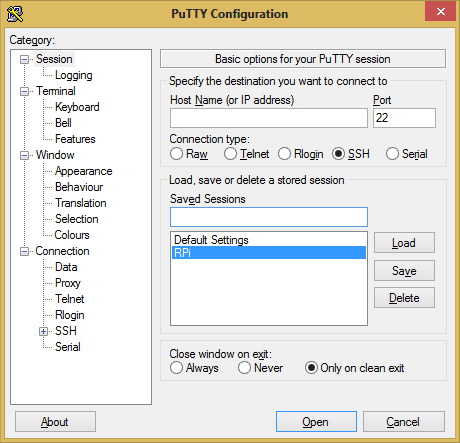 PuTTY Configuration
Category:
Session
Logging
Terminal
Keyboard
Bell
Features
Window
Appearance
Behaviour
Translation
Selection
Colours
Connection
Data
Proxy
Telnet
Rlogin
SSH
Serial
Basic options for your PuTTY session
Specify the destination you want to connect to
Host Name (or IP address) Port
22
Connection type:
Raw Telnet Rlogin SSH Serial
Load, save or delete a stored session
Saved Sessions
Default Settings
RPi
Load
Save
Delete
Close window on exit:
Always Never Only on clean exit
About Open Cancel